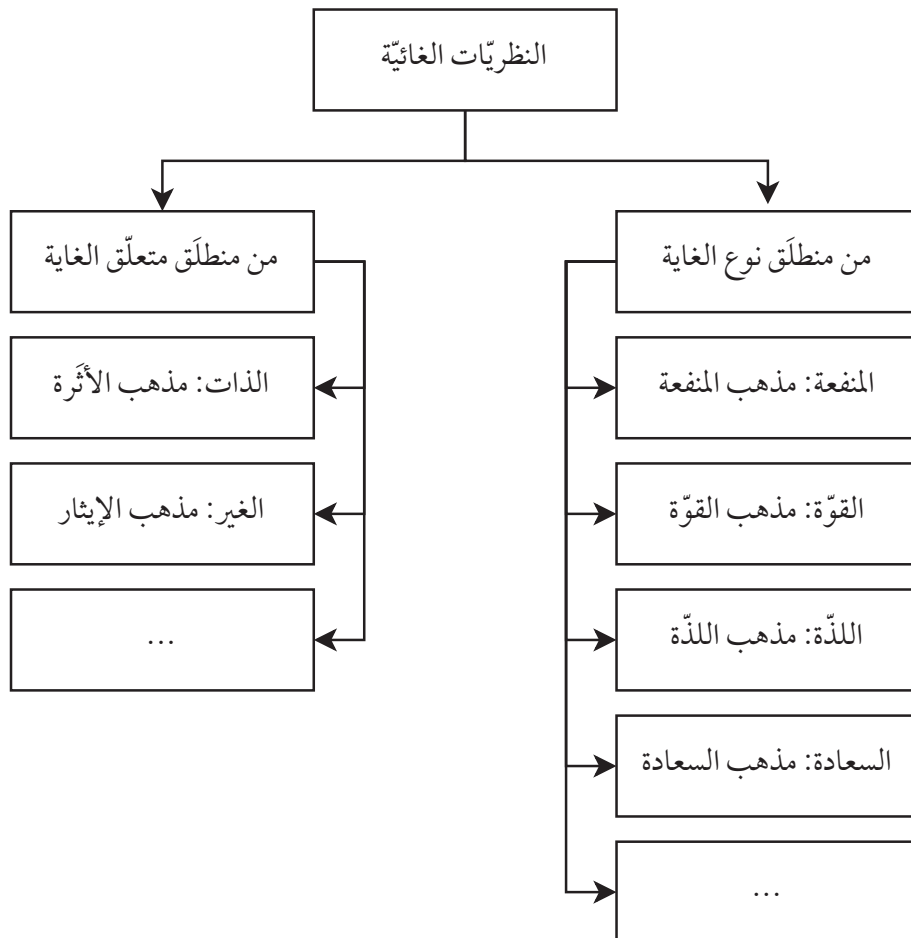 النظريّات الغائيّة
من منطلَق نوع الغاية
المنفعة: مذهب المنفعة
القوّة: مذهب القوّة
اللذّة: مذهب اللذّة
السعادة: مذهب السعادة
...
من منطلَق متعلّق الغاية
الذات: مذهب الأثَرة
الغير: مذهب الإيثار
...